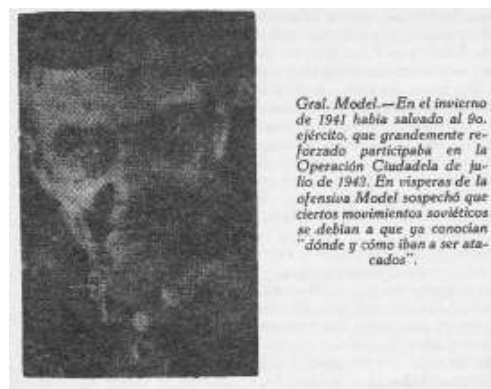 Gral. Model.—En el invierno
de 1941 había salvado al 9o.
ejército, que grandemente re-
forzado participaba en la
Operación Ciudadela de ju-
lio de 1943. En vísperas de la
ofensiva Model sospechó que
ciertos movimientos soviéticos
se debían a que ya conocían
"dónde y cómo iban a ser ata-
cados".